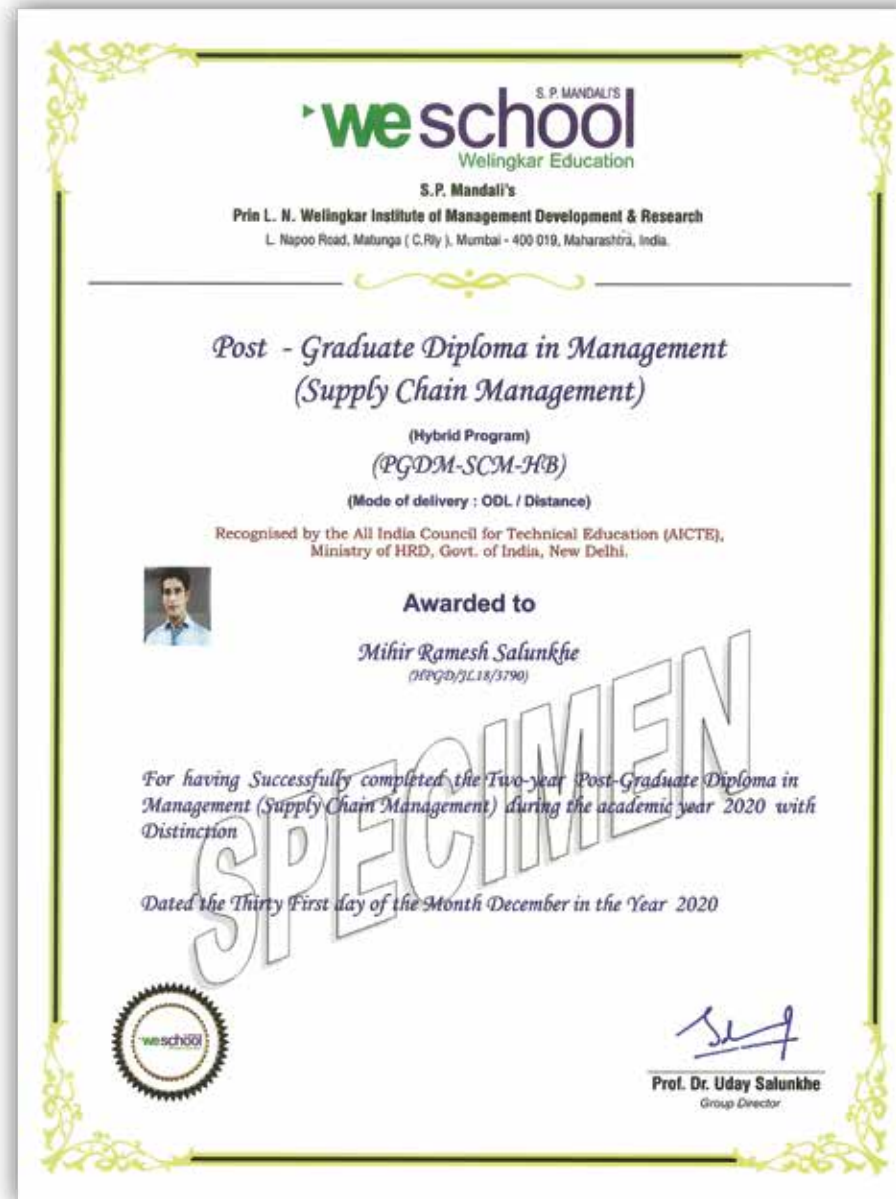 S. P. MANDALI'S
we school
Welingkar Education
S.P. Mandali's
Prin L. N. Welingkar Institute of Management Development & Research
L. Napoo Road, Matunga ( C.Rly ), Mumbai - 400 019, Maharashtra, India.
Post - Graduate Diploma in Management
(Supply Chain Management)
(Hybrid Program)
(PGDM-SCM-HB)
(Mode of delivery : ODL / Distance)
Recognised by the All India Council for Technical Education (AICTE),
Ministry of HRD, Govt. of India, New Delhi.
Awarded to
Mihir Ramesh Salunkhe
(HPGD/JL18/3790)
For having Successfully completed the Two-year Post-Graduate Diploma in
Management (Supply Chain Management) during the academic year 2020 with
Distinction
SPECIMEN
Dated the Thirty First day of the Month December in the Year 2020
we school
Prof. Dr. Uday Salunkhe
Group Director